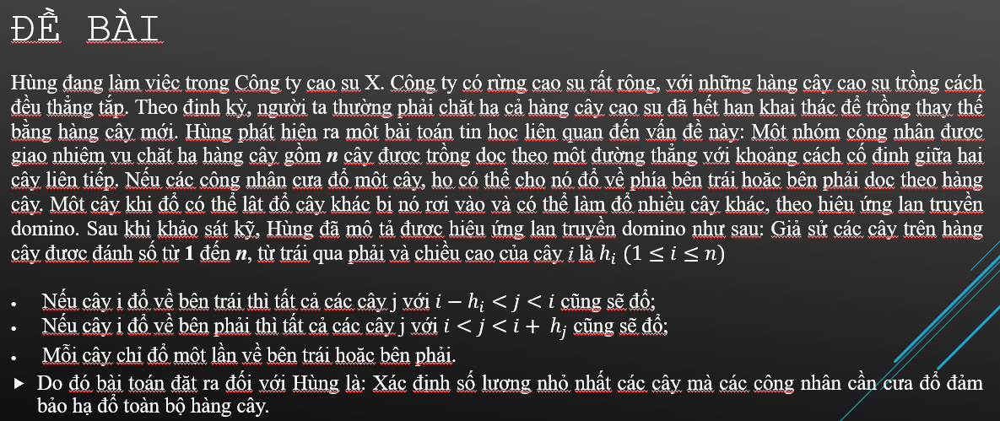 ĐỀ BÀI
Hùng đang làm việc trong Công ty cao su X. Công ty có rừng cao su rất rộng, với những hàng cây cao su trồng cách
đều thẳng tắp. Theo định kỳ, người ta thường phải chặt hạ cả hàng cây cao su đã hết hạn khai thác để trồng thay thế
bằng hàng cây mới. Hùng phát hiện ra một bài toán tin học liên quan đến vấn đề này: Một nhóm công nhân được
giao nhiệm vụ chặt hạ hàng cây gồm n cây được trồng dọc theo một đường thẳng với khoảng cách cố định giữa hai
cây liên tiếp. Nếu các công nhân cưa đổ một cây, họ có thể cho nó đổ về phía bên trái hoặc bên phải dọc theo hàng
cây. Một cây khi đổ có thể lật đổ cây khác bị nó rơi vào và có thể làm đổ nhiều cây khác, theo hiệu ứng lan truyền
domino. Sau khi khảo sát kỹ, Hùng đã mô tả được hiệu ứng lan truyền domino như sau: Giả sử các cây trên hàng
cây được đánh số từ 1 đến n, từ trái qua phải và chiều cao của cây i là hᵢ (1 ≤ i ≤ n)
• Nếu cây i đổ về bên trái thì tất cả các cây j với i − hᵢ < j < i cũng sẽ đổ;
• Nếu cây i đổ về bên phải thì tất cả các cây j với i < j < i + hⱼ cũng sẽ đổ;
• Mỗi cây chỉ đổ một lần về bên trái hoặc bên phải.
Do đó bài toán đặt ra đối với Hùng là: Xác định số lượng nhỏ nhất các cây mà các công nhân cần cưa đổ đảm
bảo hạ đổ toàn bộ hàng cây.